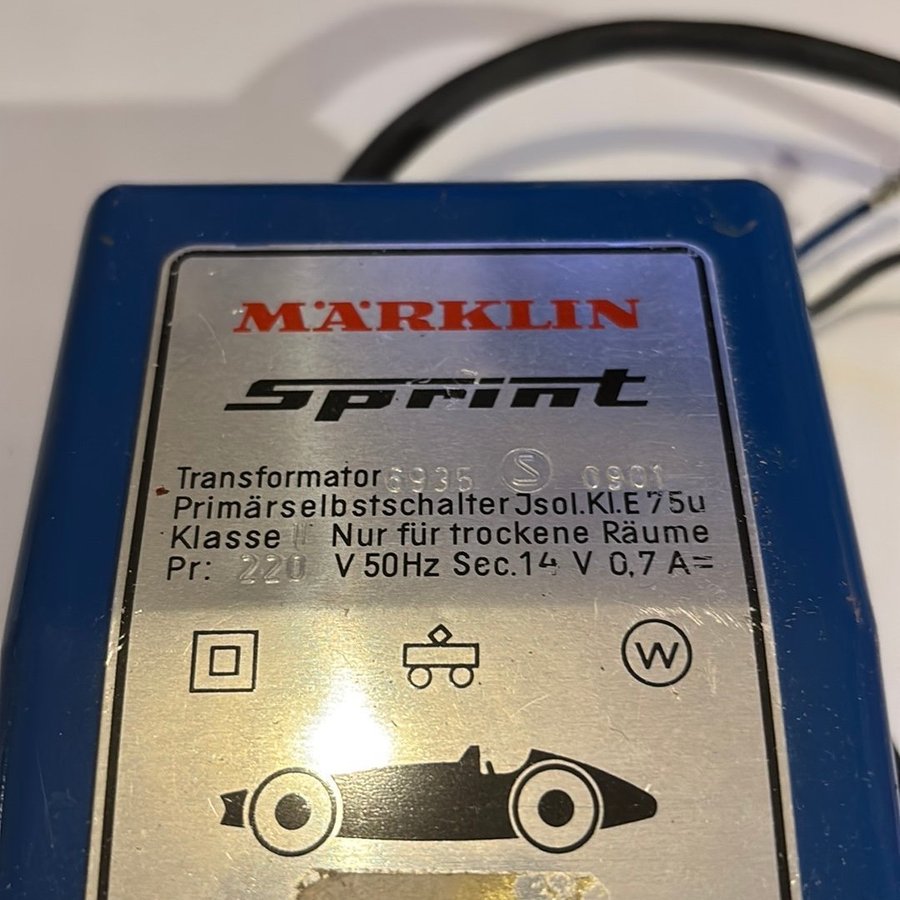 MÄRKLIN
Sprint
Transformator 6935 S 0901
Primärselbstschalter Jsol.Kl.E 75u
Klasse II Nur für trockene Räume
Pr: 220 V 50Hz Sec.14 V 0,7 A=
W